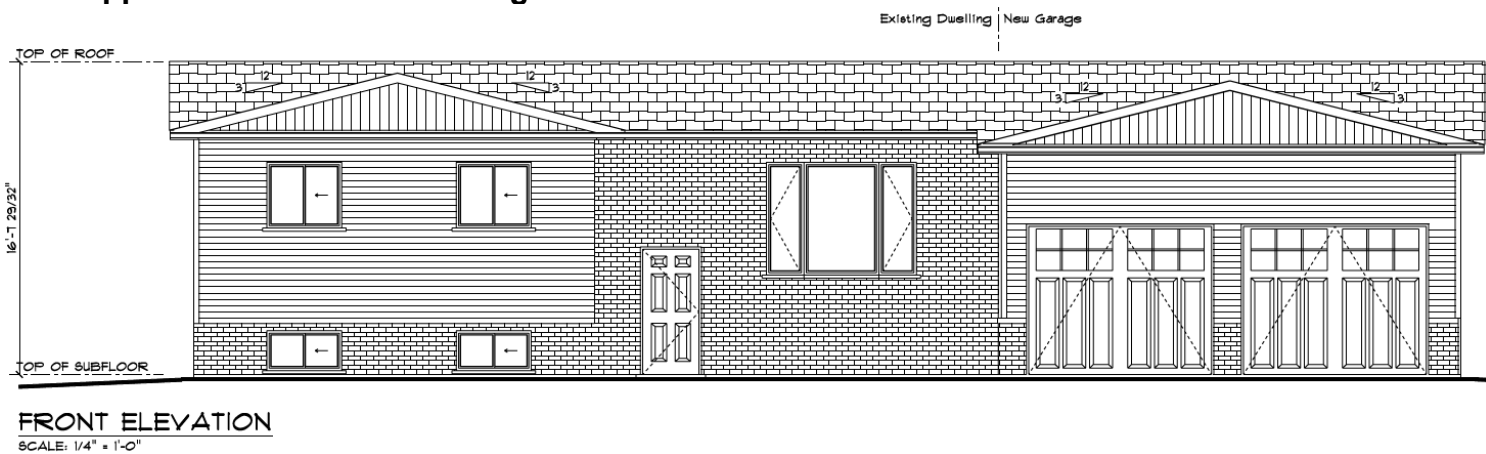 Existing Dwelling | New Garage
TOP OF ROOF
12
3
12
3
12
3
12
3
16'-7 29/32"
TOP OF SUBFLOOR
FRONT ELEVATION
SCALE: 1/4" = 1'-0"